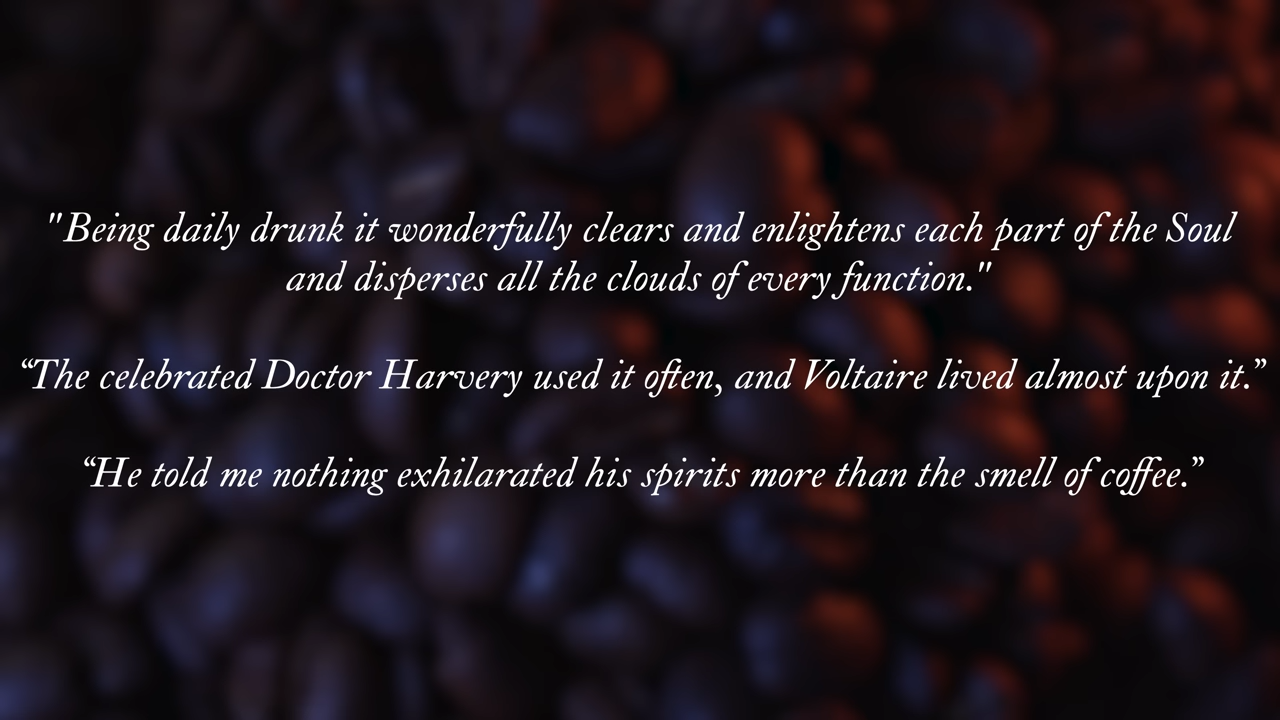 "Being daily drunk it wonderfully clears and enlightens each part of the Soul
and disperses all the clouds of every function."
“The celebrated Doctor Harvery used it often, and Voltaire lived almost upon it.”
“He told me nothing exhilarated his spirits more than the smell of coffee.”